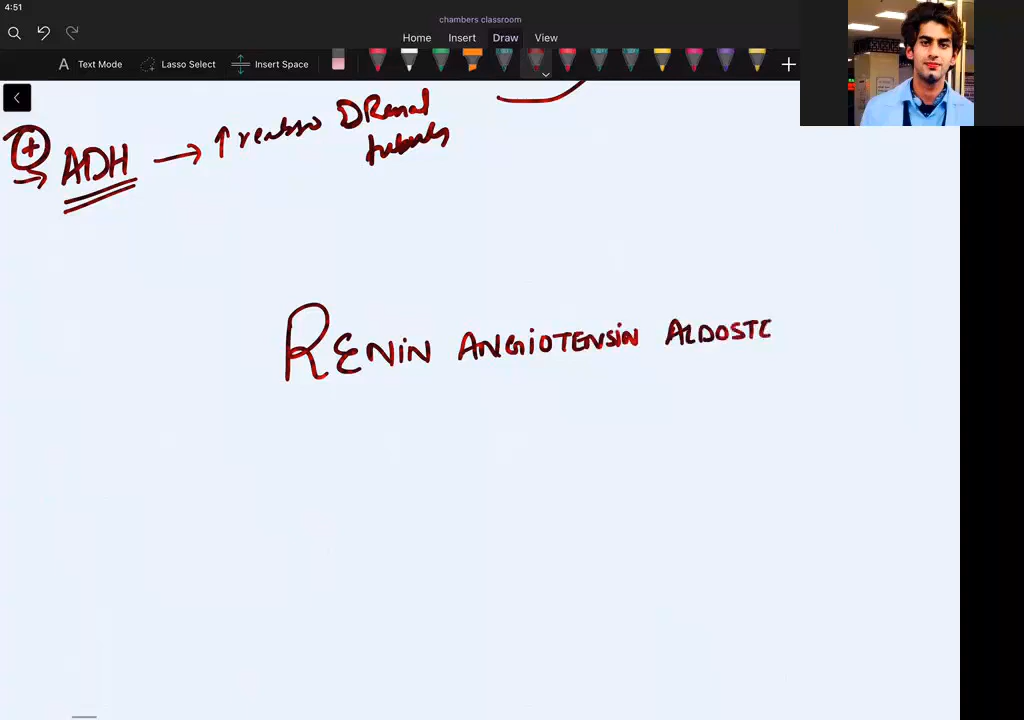 4:51
chambers classroom
Home Insert Draw View
Text Mode Lasso Select Insert Space
+ ADH → ↑ D Renal
tubules
RENIN ANGIOTENSIN ALDOSTE